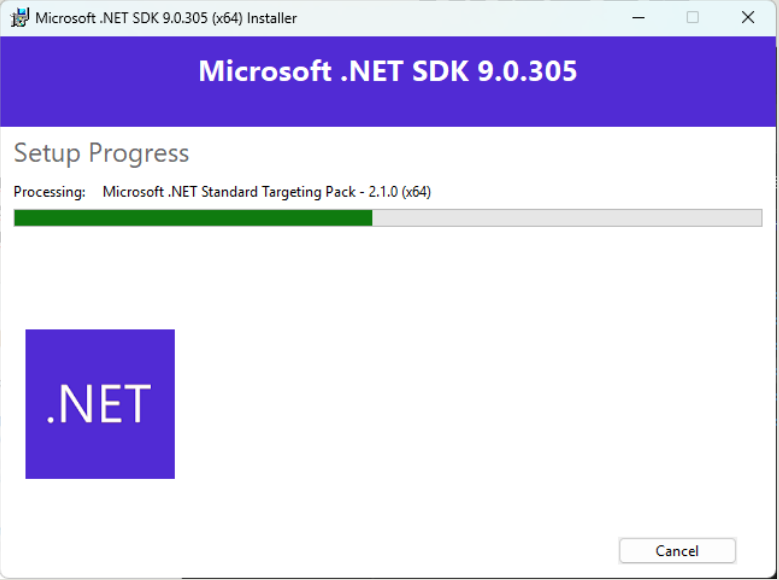 Microsoft .NET SDK 9.0.305 (x64) Installer
Microsoft .NET SDK 9.0.305
Setup Progress
Processing: Microsoft .NET Standard Targeting Pack - 2.1.0 (x64)
.NET
Cancel